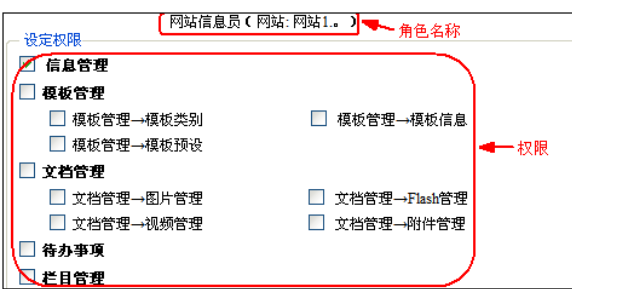 网站信息员 ( 网站: 网站1.。 )
角色名称
设定权限
信息管理
模板管理
模板管理→模板类别 模板管理→模板信息
模板管理→模板预设
权限
文档管理
文档管理→图片管理 文档管理→Flash管理
文档管理→视频管理 文档管理→附件管理
待办事项
栏目管理